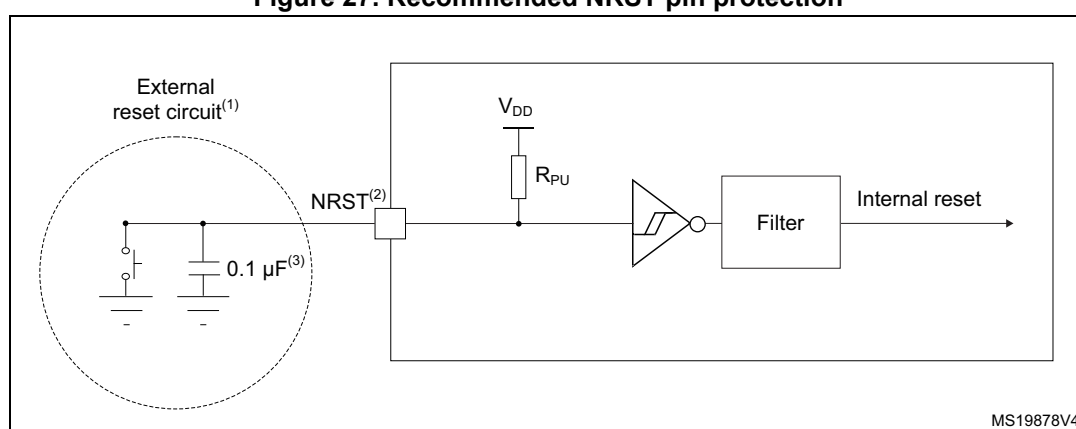 Figure 27. Recommended NRST pin protection
External
reset circuit(1)
VDD
RPU
NRST(2)
Filter
Internal reset
0.1 μF(3)
MS19878V4